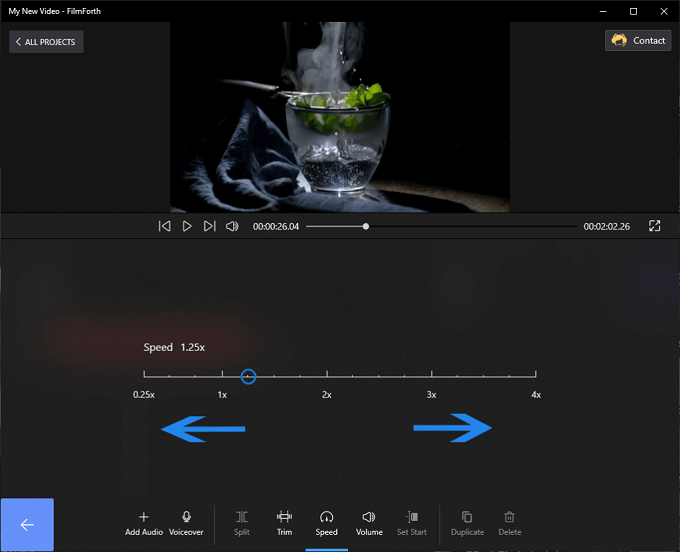 My New Video - FilmForth
ALL PROJECTS
Contact
00:00:26.04
00:02:02.26
Speed 1.25x
0.25x 1x 2x 3x 4x
Add Audio Voiceover Split Trim Speed Volume Set Start Duplicate Delete